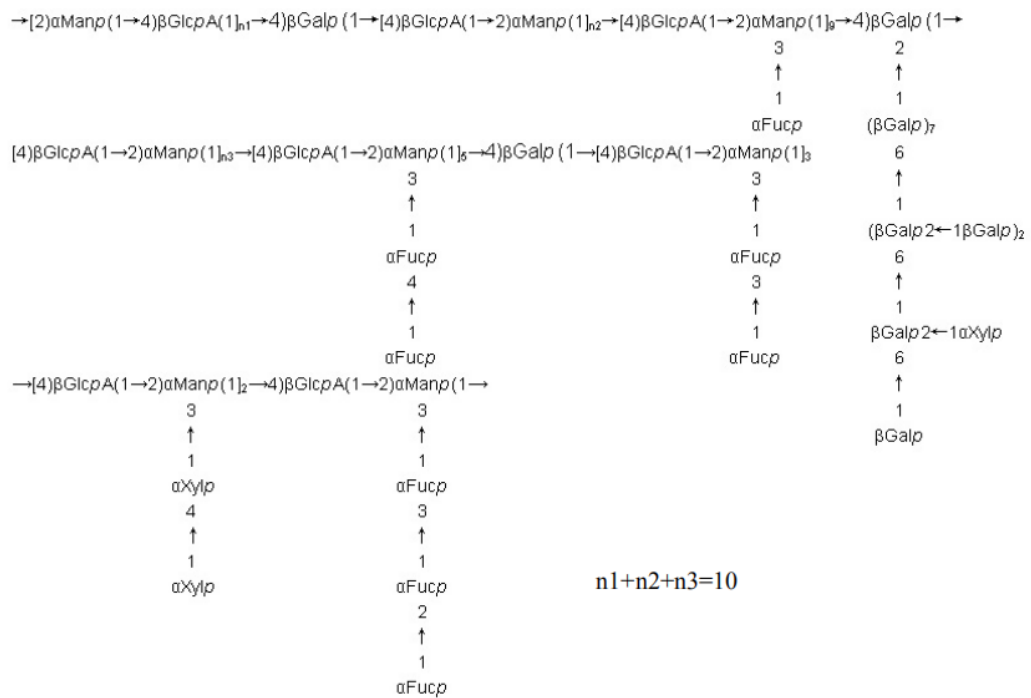 →[2)αManp(1→4)βGlcpA(1]n1→4)βGalp (1→[4)βGlcpA(1→2)αManp(1]n2→[4)βGlcpA(1→2)αManp(1]9→4)βGalp(1→
3 2
↑ ↑
1 1
αFucp (βGalp)7
[4)βGlcpA(1→2)αManp(1]n3→[4)βGlcpA(1→2)αManp(1]5→4)βGalp (1→[4)βGlcpA(1→2)αManp(1]3 6
3 3 ↑
↑ ↑ 1
1 1 (βGalp2←1βGalp)2
αFucp αFucp 6
4 3 ↑
↑ ↑ 1
1 1 βGalp2←1αXylp
αFucp αFucp 6
→[4)βGlcpA(1→2)αManp(1]2→4)βGlcpA(1→2)αManp(1→ ↑
3 3 1
↑ ↑ βGalp
1 1
αXylp αFucp
4 3
↑ ↑
1 1
αXylp αFucp n1+n2+n3=10
2
↑
1
αFucp